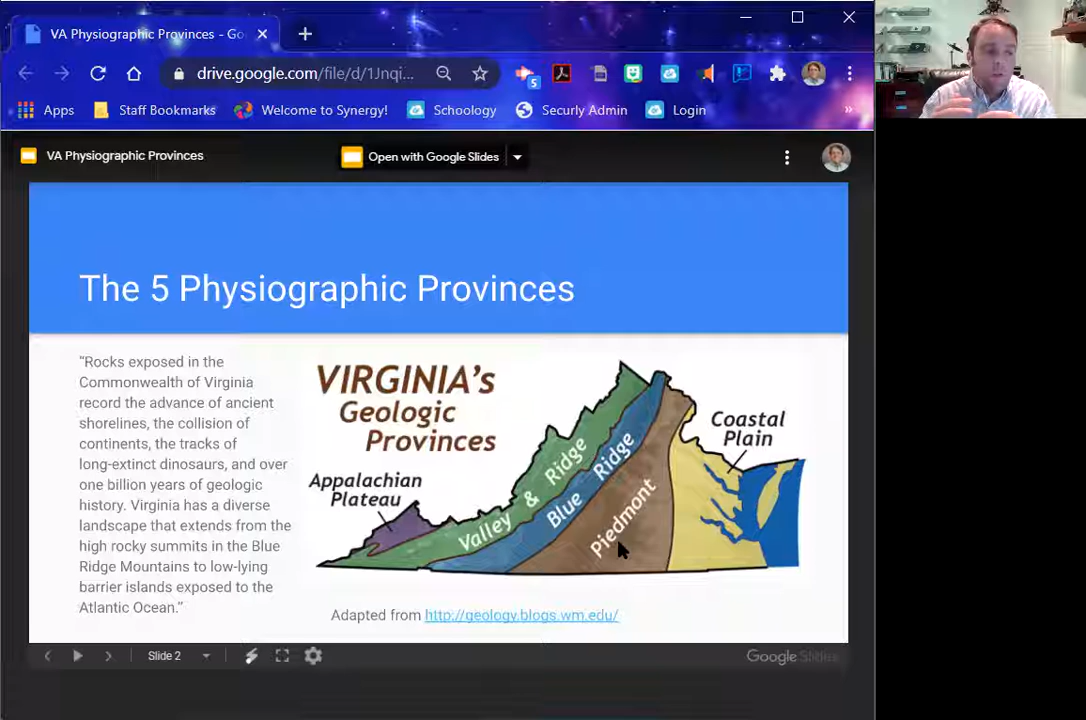 VA Physiographic Provinces - Go
drive.google.com/file/d/1Jnqi...
5
Apps
Staff Bookmarks
Welcome to Synergy!
Schoology
Securly Admin
Login
»
VA Physiographic Provinces
Open with Google Slides
The 5 Physiographic Provinces
"Rocks exposed in the
Commonwealth of Virginia
record the advance of ancient
shorelines, the collision of
continents, the tracks of
long-extinct dinosaurs, and over
one billion years of geologic
history. Virginia has a diverse
landscape that extends from the
high rocky summits in the Blue
Ridge Mountains to low-lying
barrier islands exposed to the
Atlantic Ocean."
VIRGINIA's
Geologic
Provinces
Appalachian
Plateau
Valley & Ridge
Blue Ridge
Piedmont
Coastal
Plain
Adapted from http://geology.blogs.wm.edu/
Slide 2
Google Slides